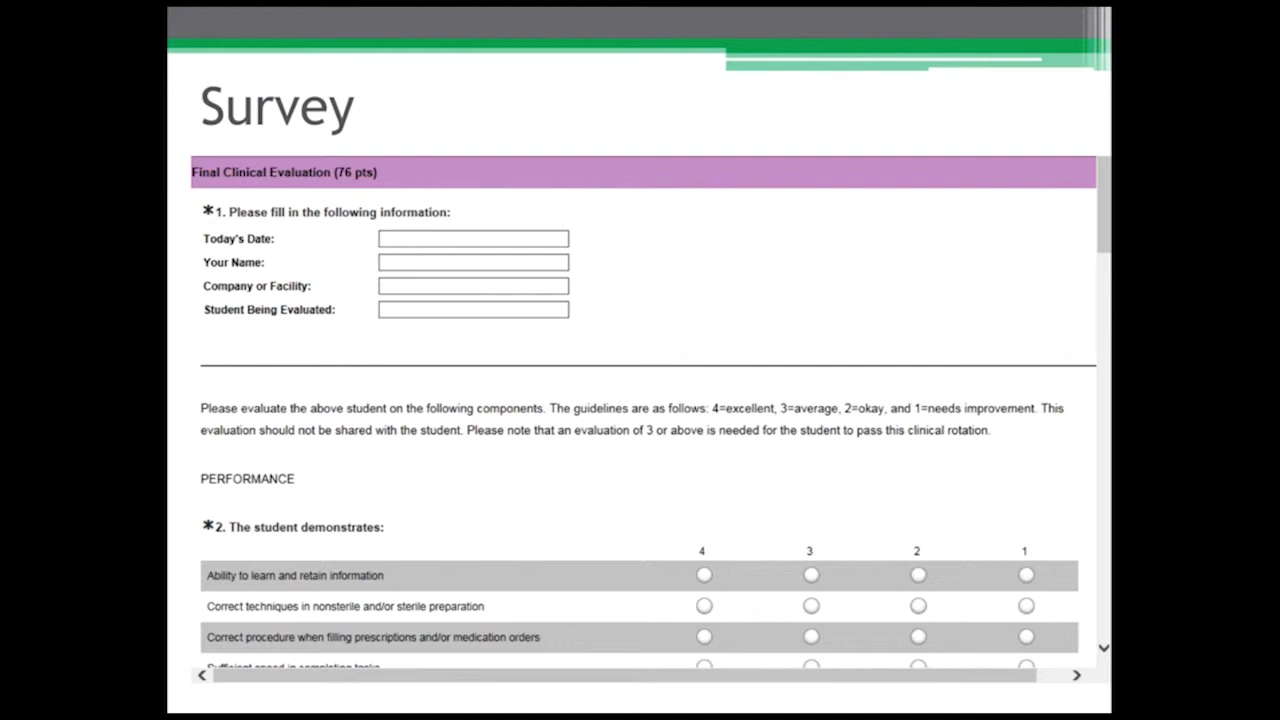 Survey
Final Clinical Evaluation (76 pts)
*1. Please fill in the following information:
Today's Date:
Your Name:
Company or Facility:
Student Being Evaluated:
Please evaluate the above student on the following components. The guidelines are as follows: 4=excellent, 3=average, 2=okay, and 1=needs improvement. This
evaluation should not be shared with the student. Please note that an evaluation of 3 or above is needed for the student to pass this clinical rotation.
PERFORMANCE
*2. The student demonstrates:
4 3 2 1
Ability to learn and retain information
Correct techniques in nonsterile and/or sterile preparation
Correct procedure when filling prescriptions and/or medication orders
Sufficient speed in completing tasks